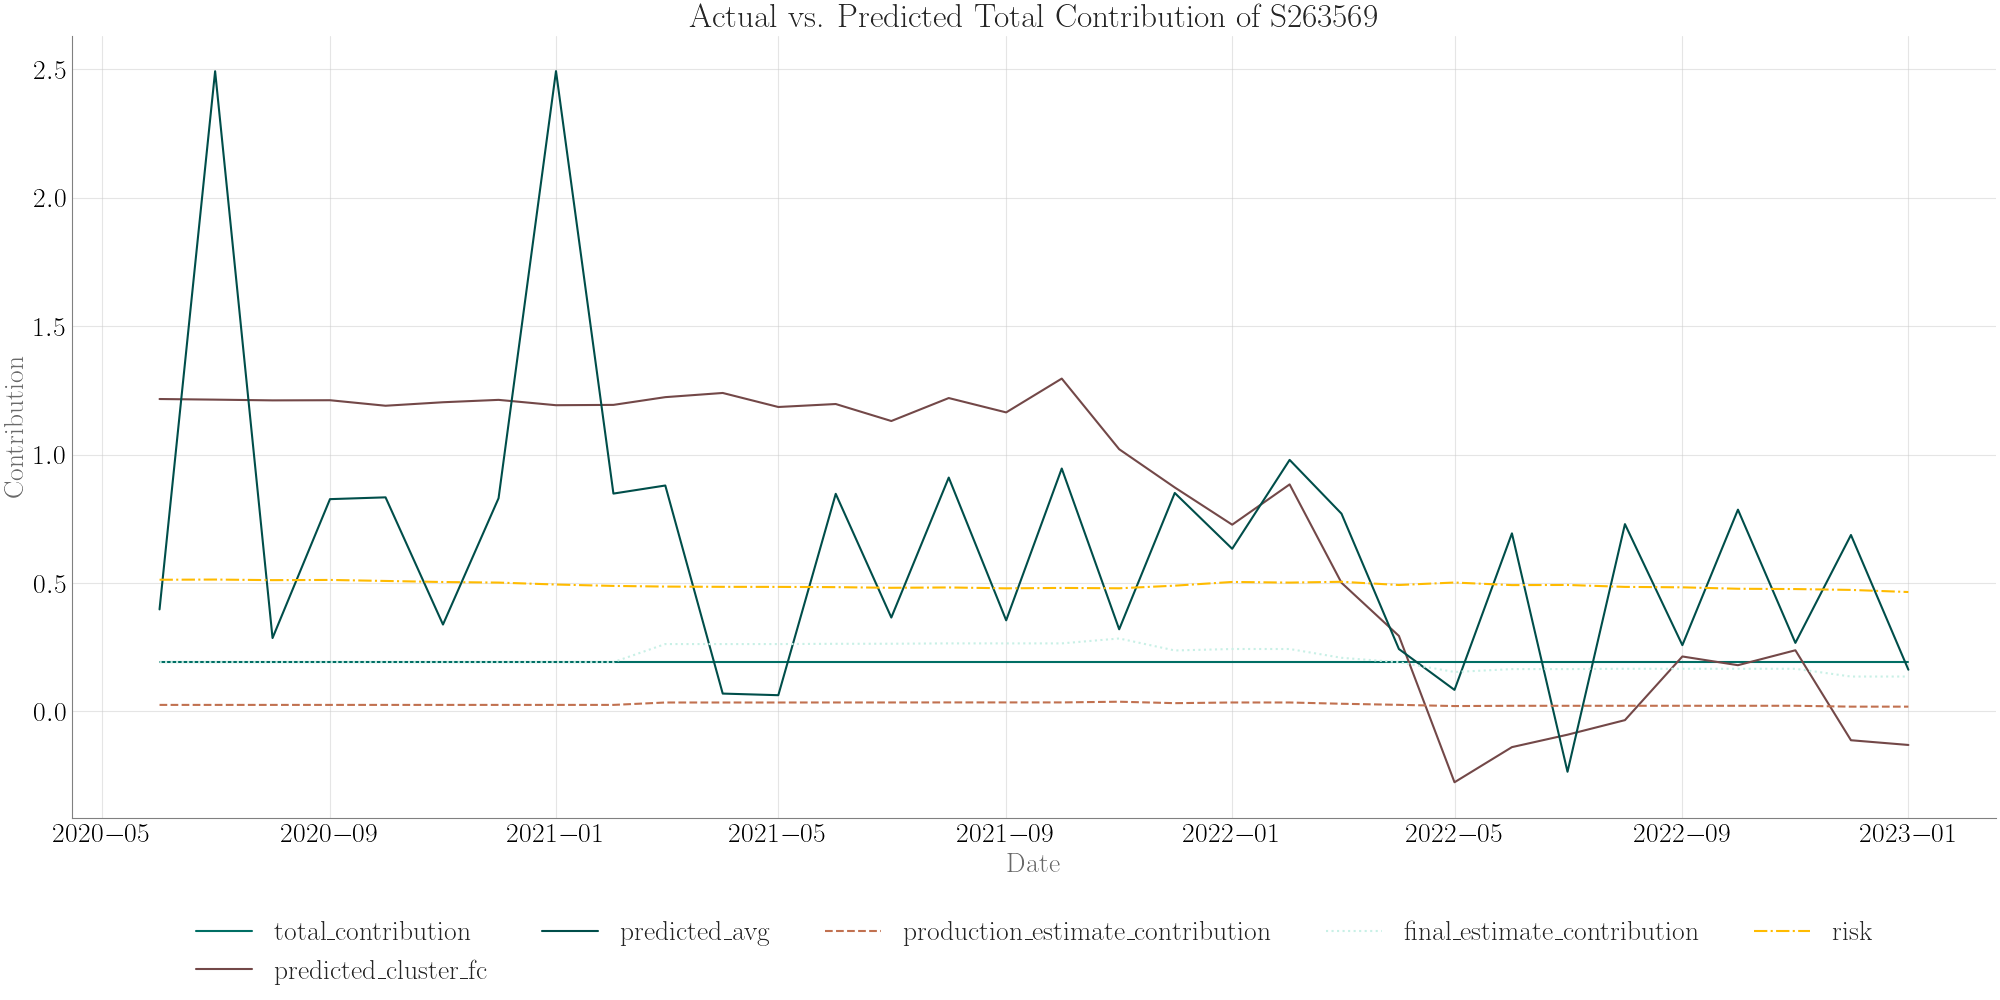 Actual vs. Predicted Total Contribution of S263569
2.5
2.0
1.5
1.0
0.5
0.0
Contribution
2020−05 2020−09 2021−01 2021−05 2021−09 2022−01 2022−05 2022−09 2023−01
Date
total_contribution predicted_avg production_estimate_contribution final_estimate_contribution risk
predicted_cluster_fc